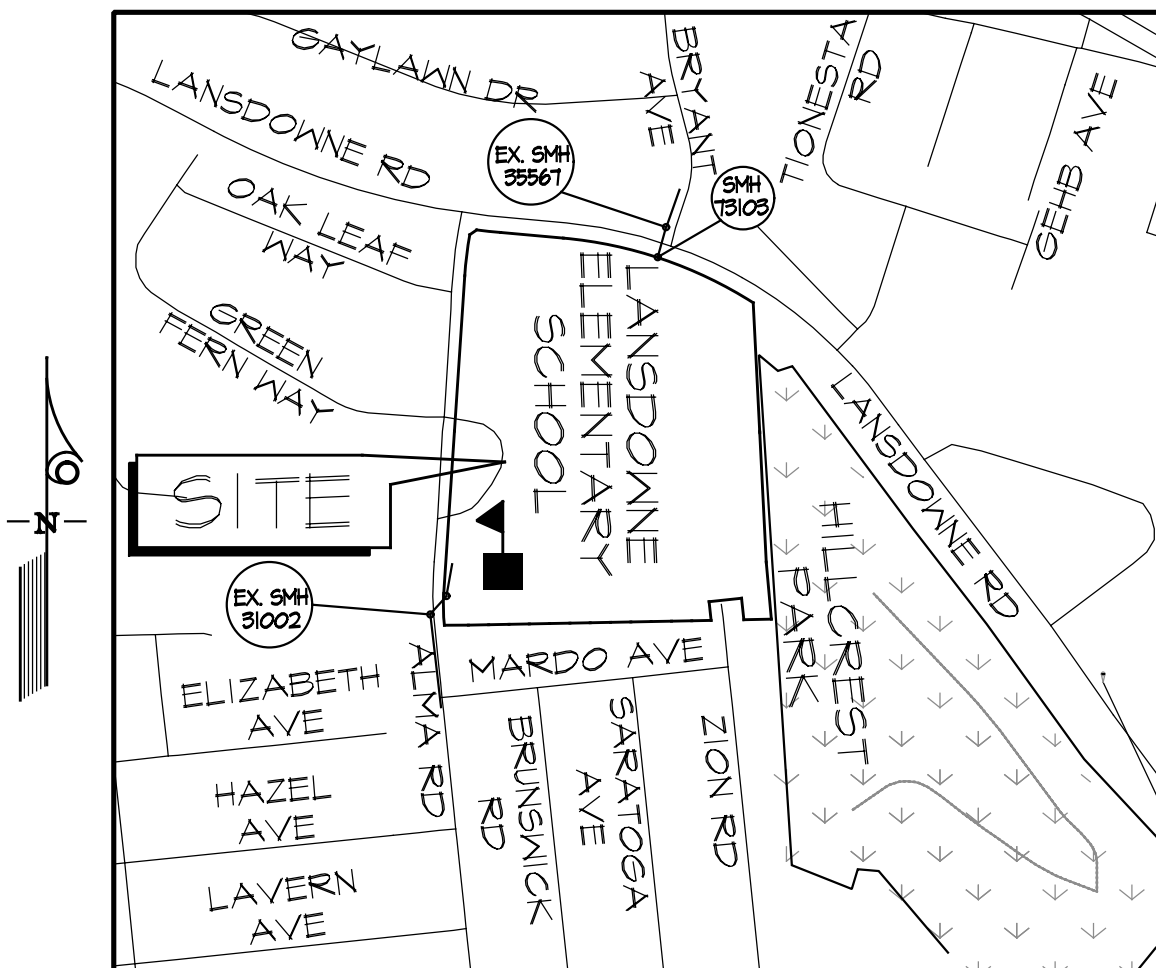 GAYLAWN DR
LANSDOWNE RD
BRYANT
AVE
TIONESTA
RD
GEHB AVE
EX. SMH
35567
SMH
73103
OAK LEAF
WAY
GREEN
FERN WAY
LANSDOWNE
ELEMENTARY
SCHOOL
LANSDOWNE RD
SITE
N
HILLCREST
PARK
EX. SMH
31002
MARDO AVE
ALMA RD
ELIZABETH
AVE
HAZEL
AVE
LAVERN
AVE
BRUNSWICK
RD
SARATOGA
AVE
ZION RD